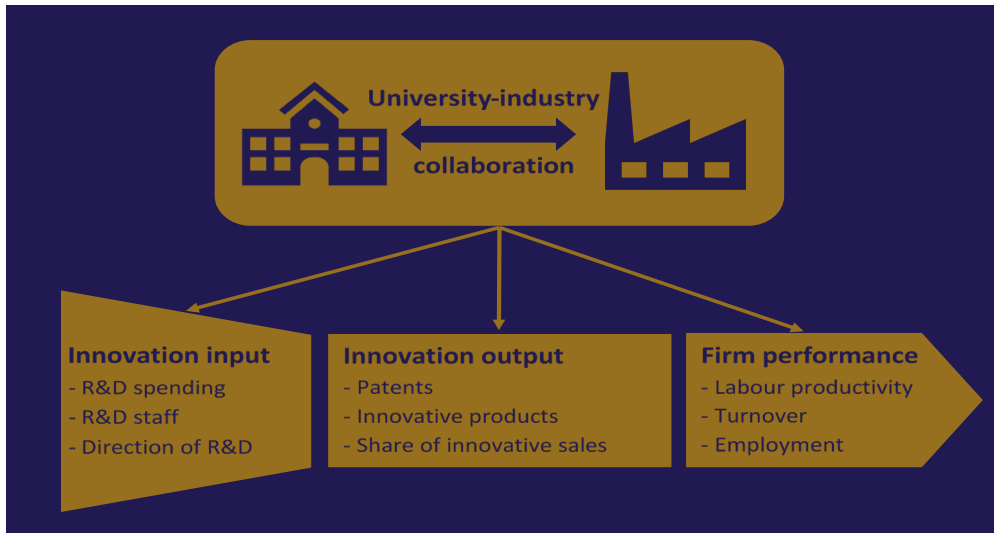 University-industry
collaboration
Innovation input
- R&D spending
- R&D staff
- Direction of R&D
Innovation output
- Patents
- Innovative products
- Share of innovative sales
Firm performance
- Labour productivity
- Turnover
- Employment